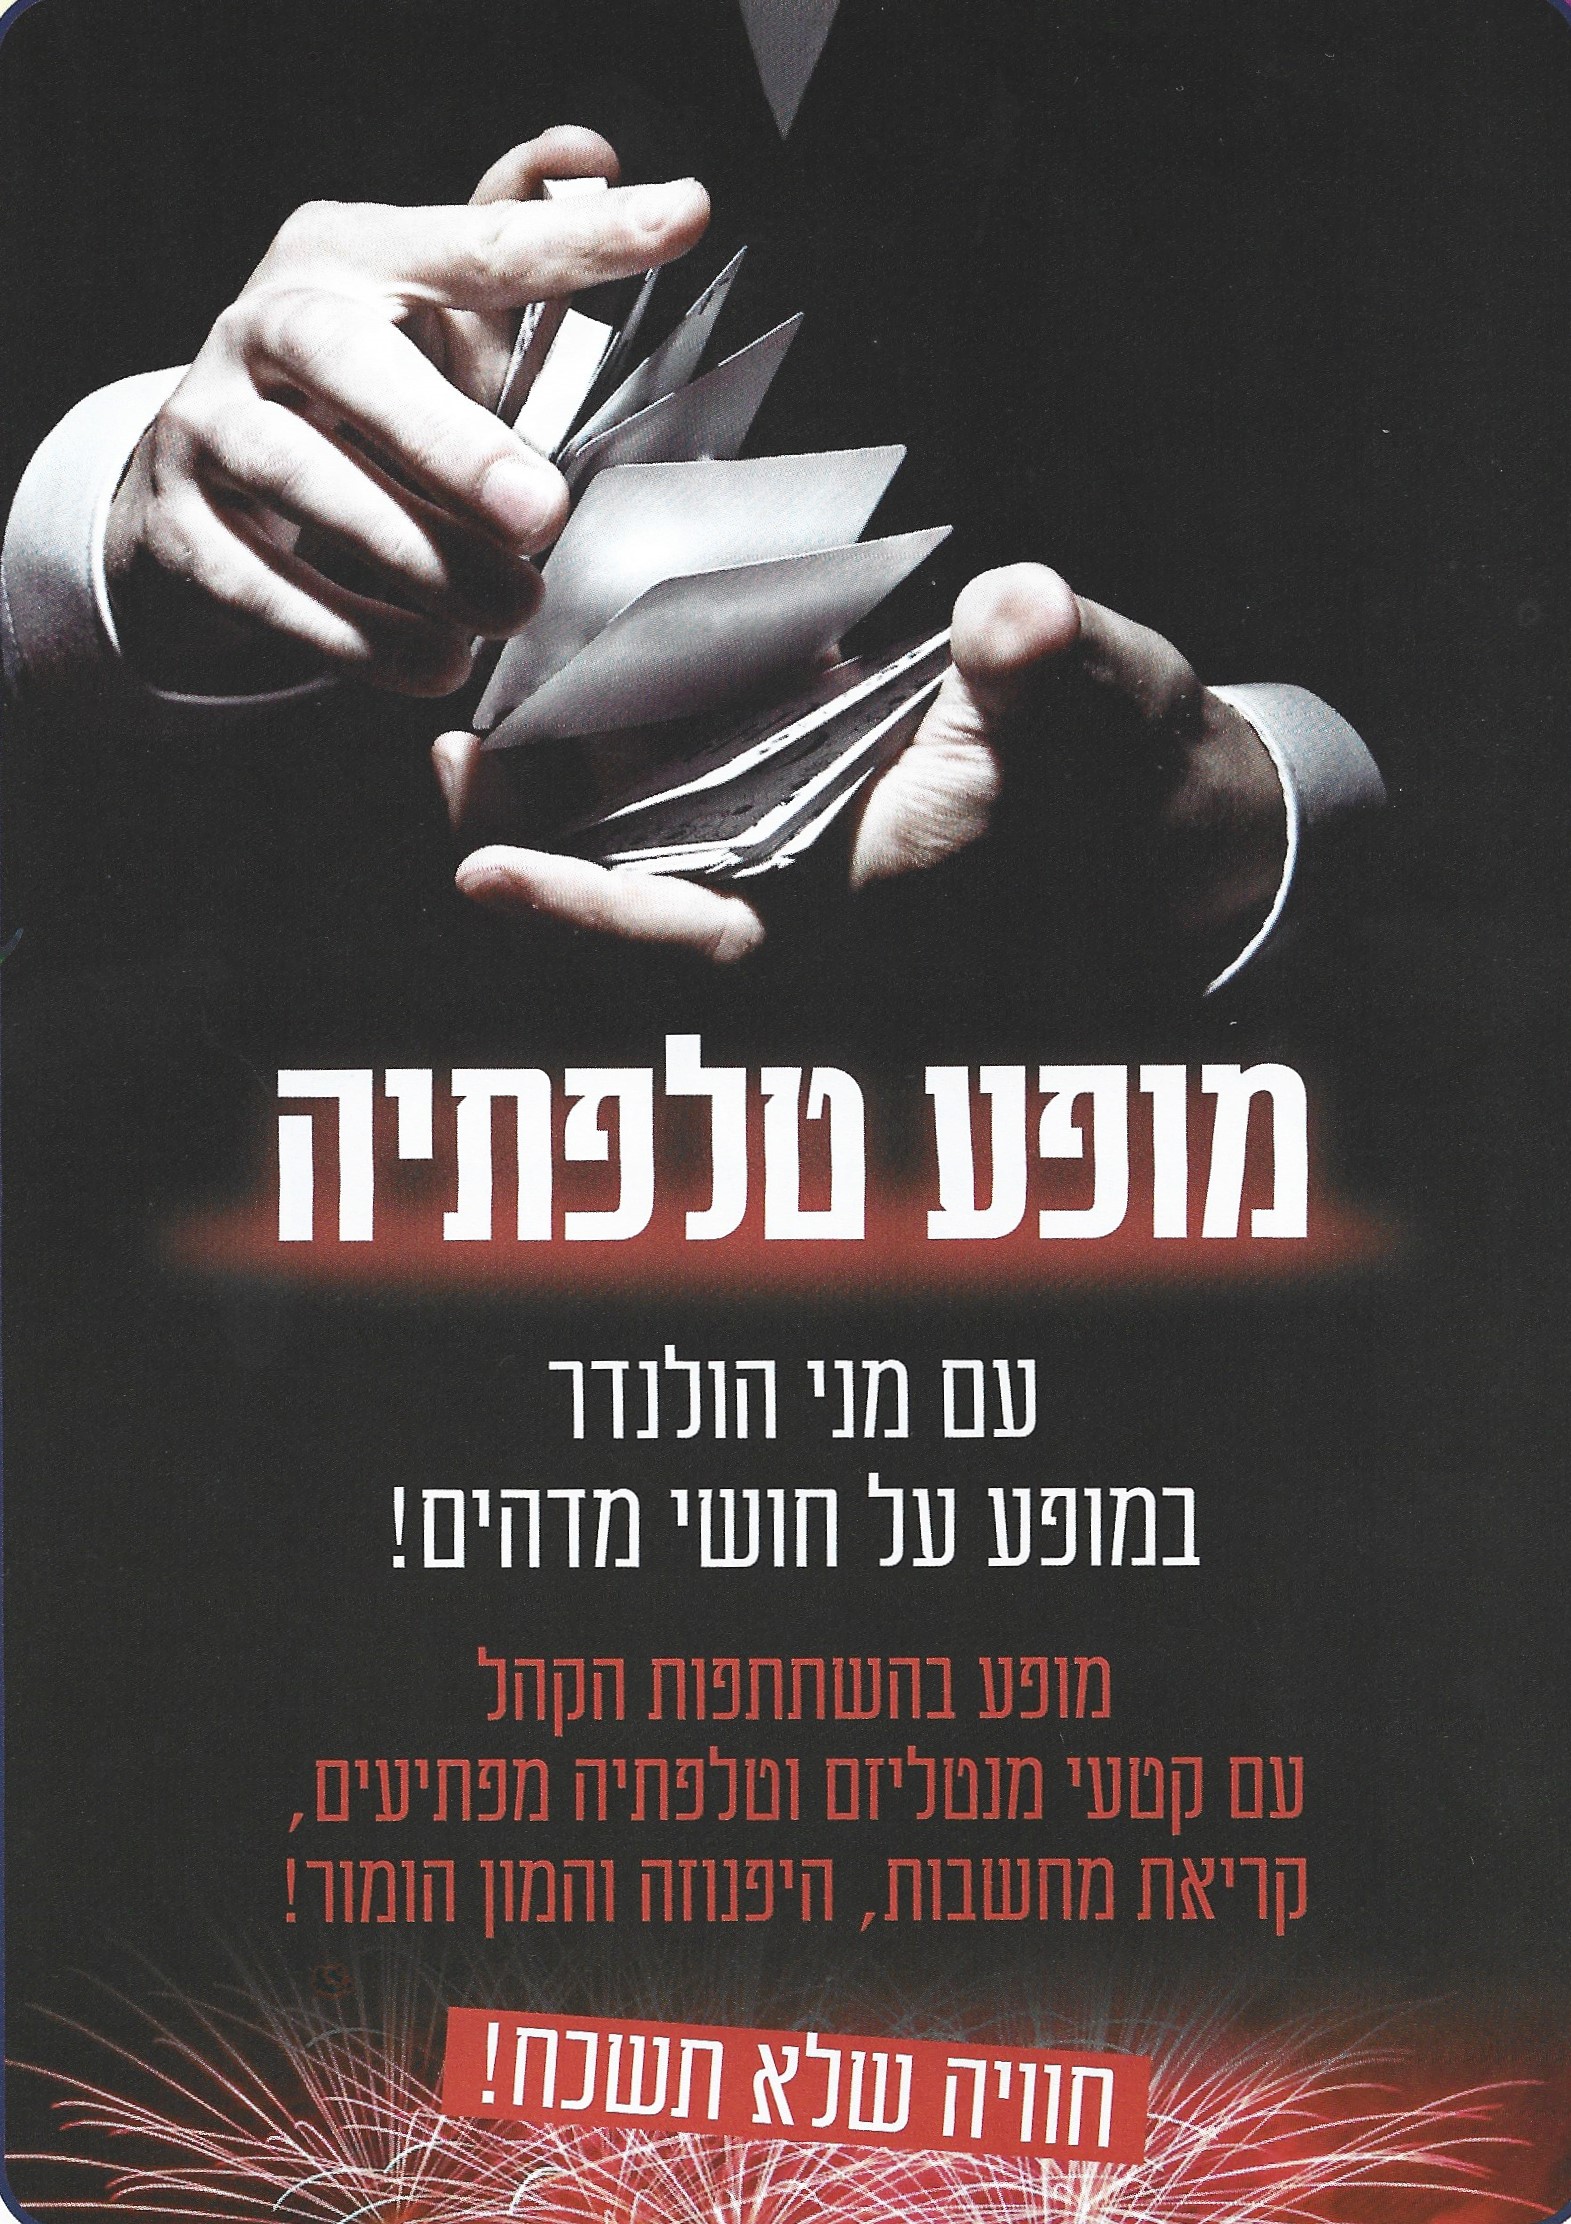 מופע טלפתיה
עם מני הולנדר
במופע על חושי מדהים!
מופע בהשתתפות הקהל
עם קטעי מנטליזם וטלפתיה מפתיעים,
קריאת מחשבות, היפנוזה והמון הומור!
חוויה שלא תשכח!